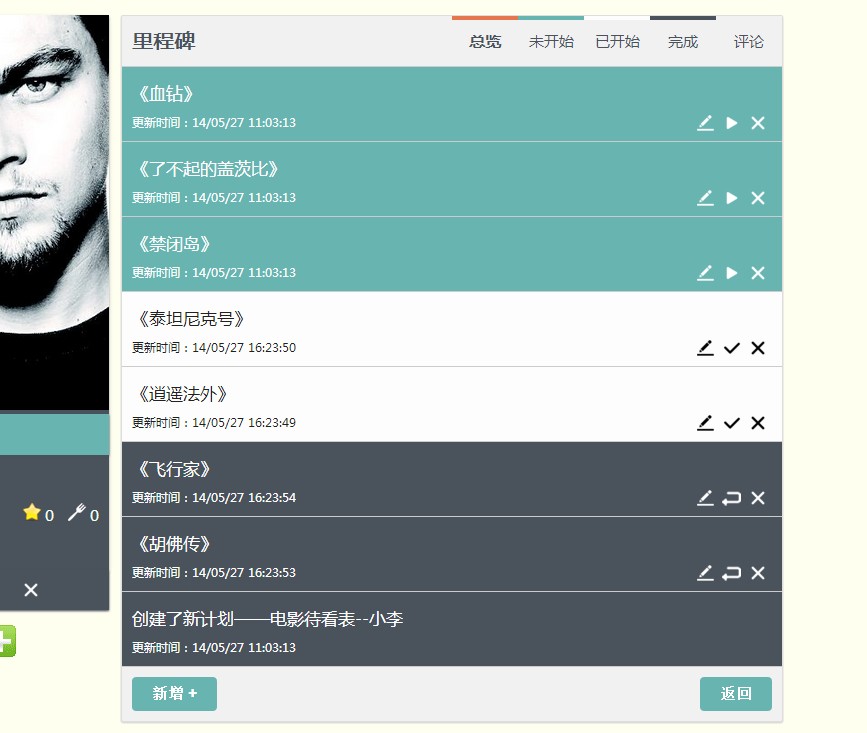 里程碑
总览 未开始 已开始 完成 评论
《血钻》
更新时间：14/05/27 11:03:13
《了不起的盖茨比》
更新时间：14/05/27 11:03:13
《禁闭岛》
更新时间：14/05/27 11:03:13
《泰坦尼克号》
更新时间：14/05/27 16:23:50
《逍遥法外》
更新时间：14/05/27 16:23:49
《飞行家》
更新时间：14/05/27 16:23:54
《胡佛传》
更新时间：14/05/27 16:23:53
创建了新计划——电影待看表--小李
更新时间：14/05/27 11:03:13
0 0
新增 +
返回